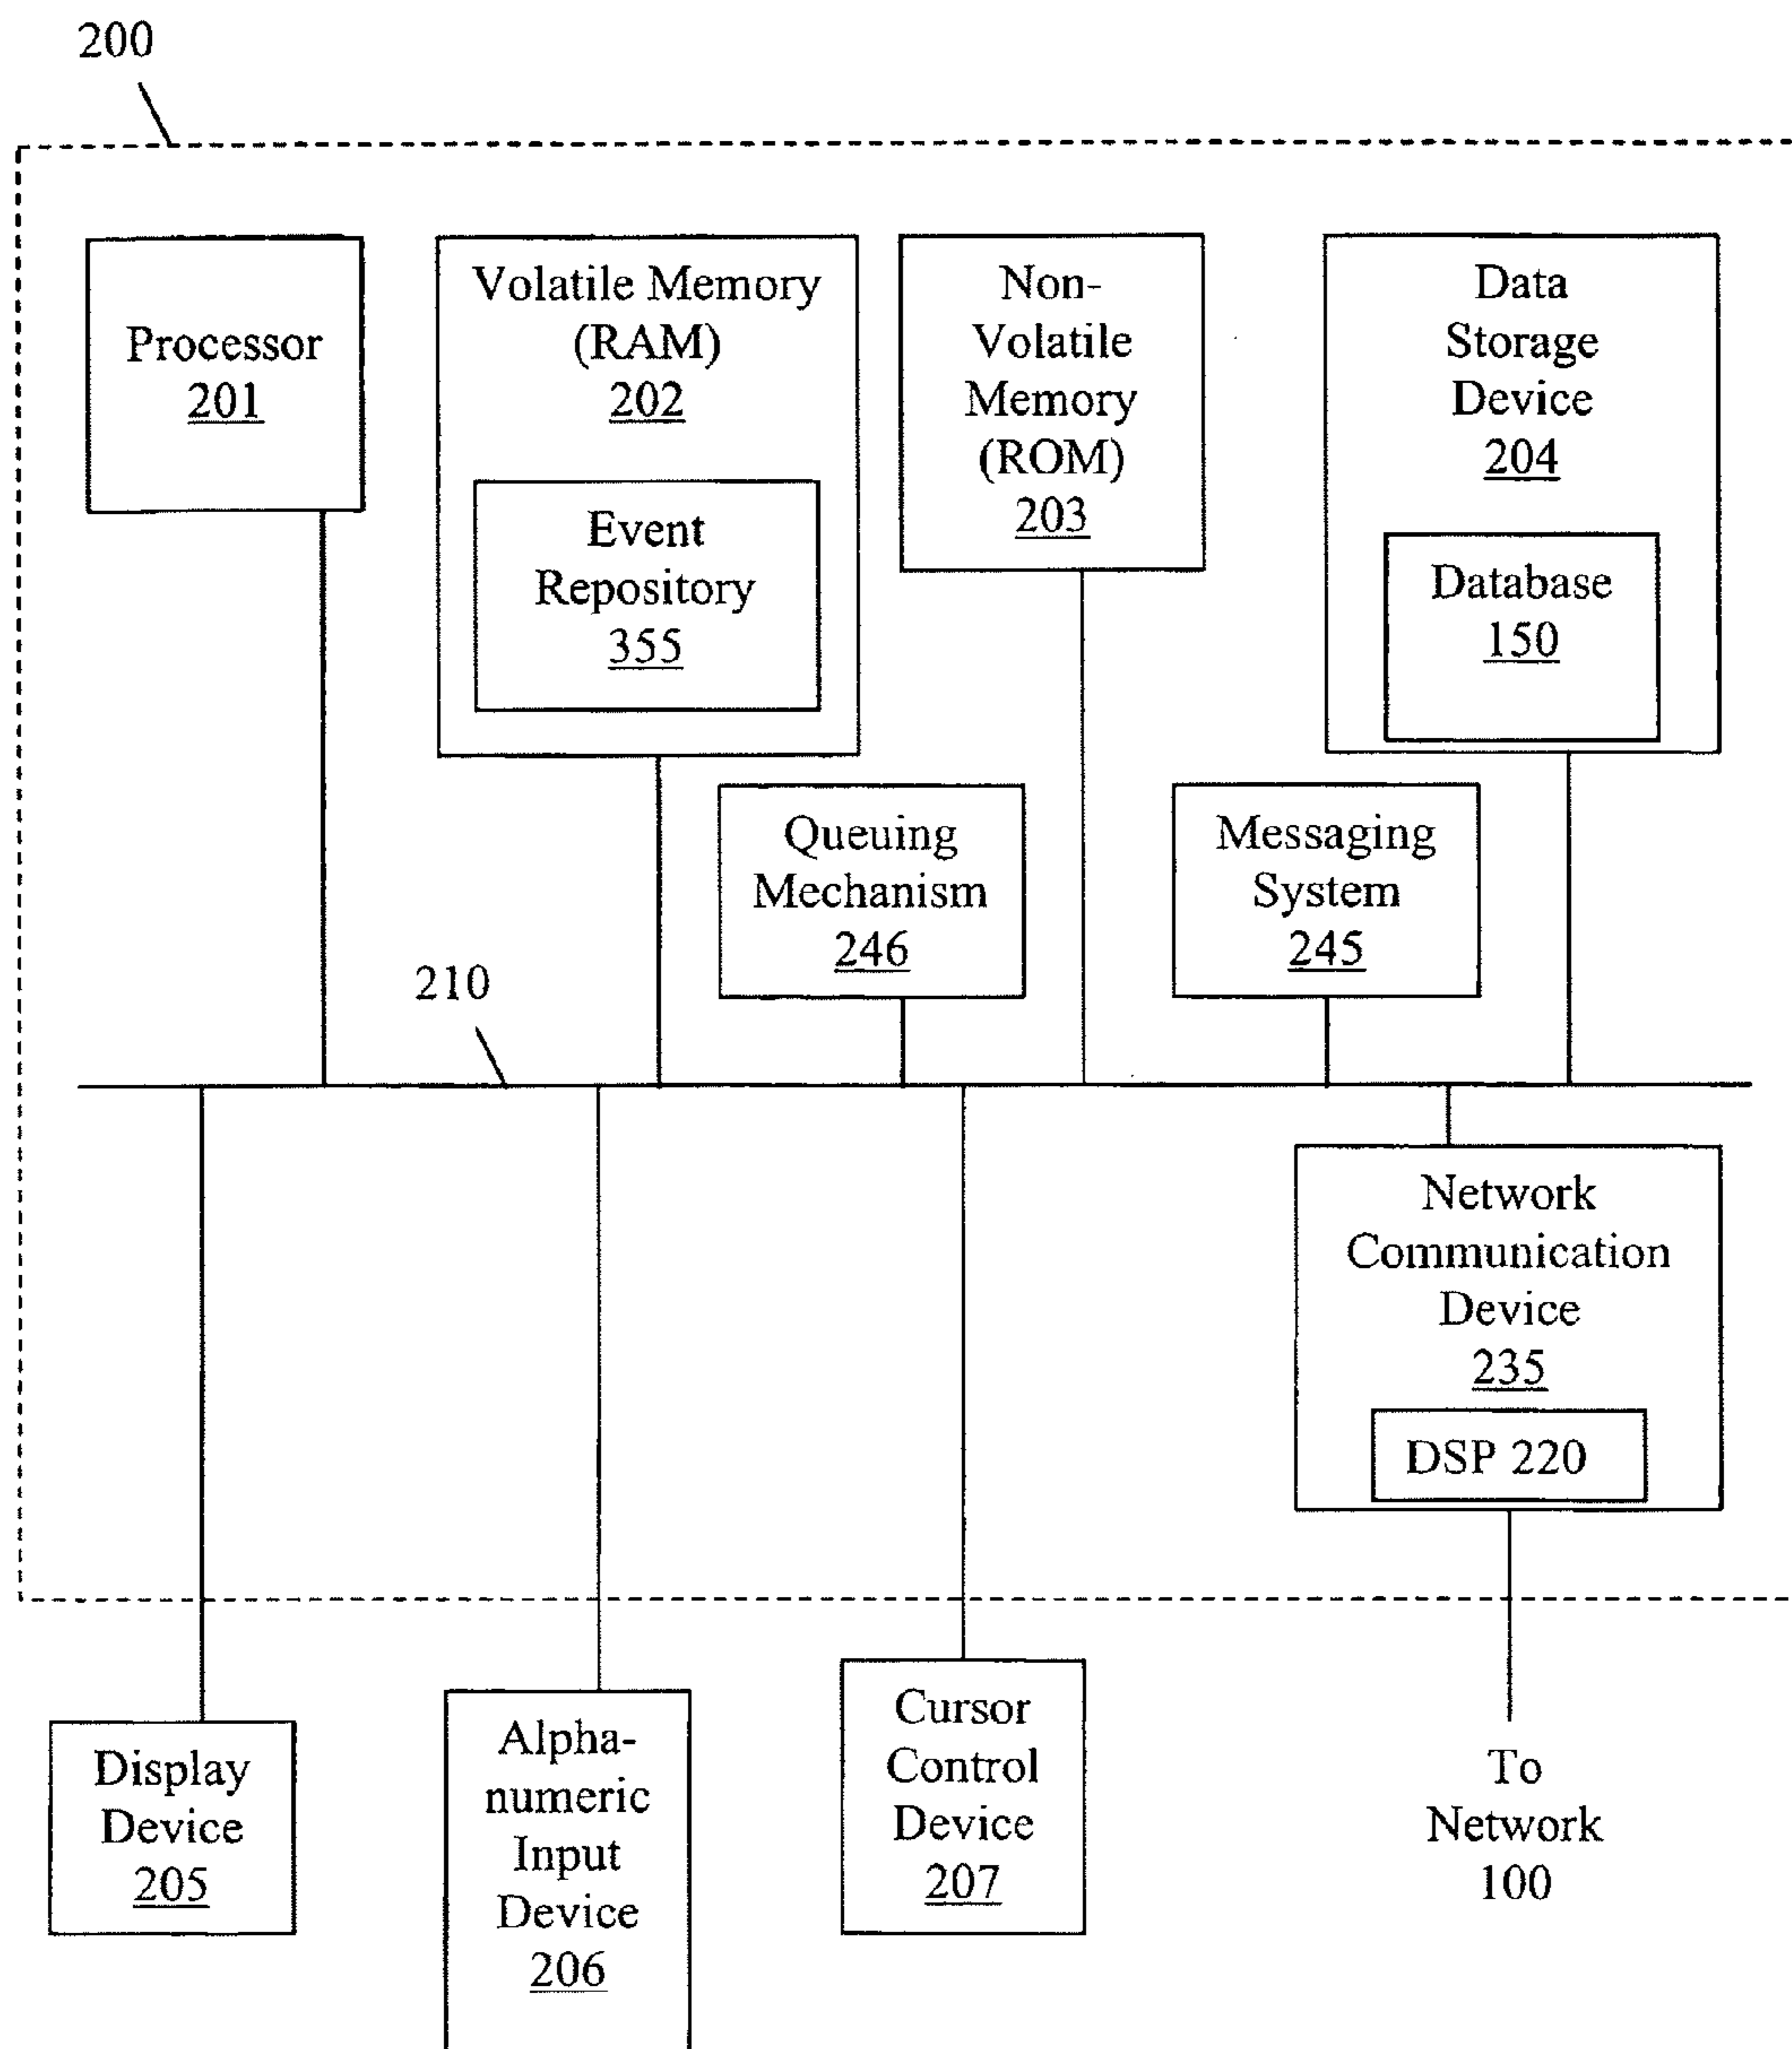 200
Processor
201
Volatile Memory
(RAM)
202
Event
Repository
355
Non-
Volatile
Memory
(ROM)
203
Data
Storage
Device
204
Database
150
Queuing
Mechanism
246
Messaging
System
245
210
Network
Communication
Device
235
DSP 220
Display
Device
205
Alpha-
numeric
Input
Device
206
Cursor
Control
Device
207
To
Network
100